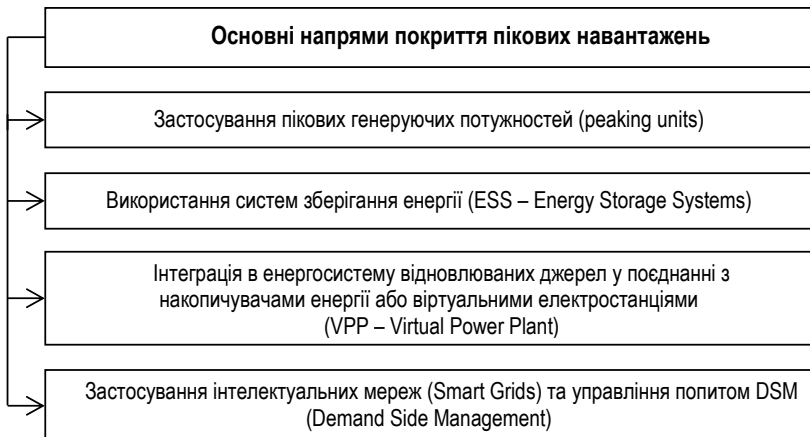 Основні напрями покриття пікових навантажень
Застосування пікових генеруючих потужностей (peaking units)
Використання систем зберігання енергії (ESS – Energy Storage Systems)
Інтеграція в енергосистему відновлюваних джерел у поєднанні з
накопичувачами енергії або віртуальними електростанціями
(VPP – Virtual Power Plant)
Застосування інтелектуальних мереж (Smart Grids) та управління попитом DSM
(Demand Side Management)